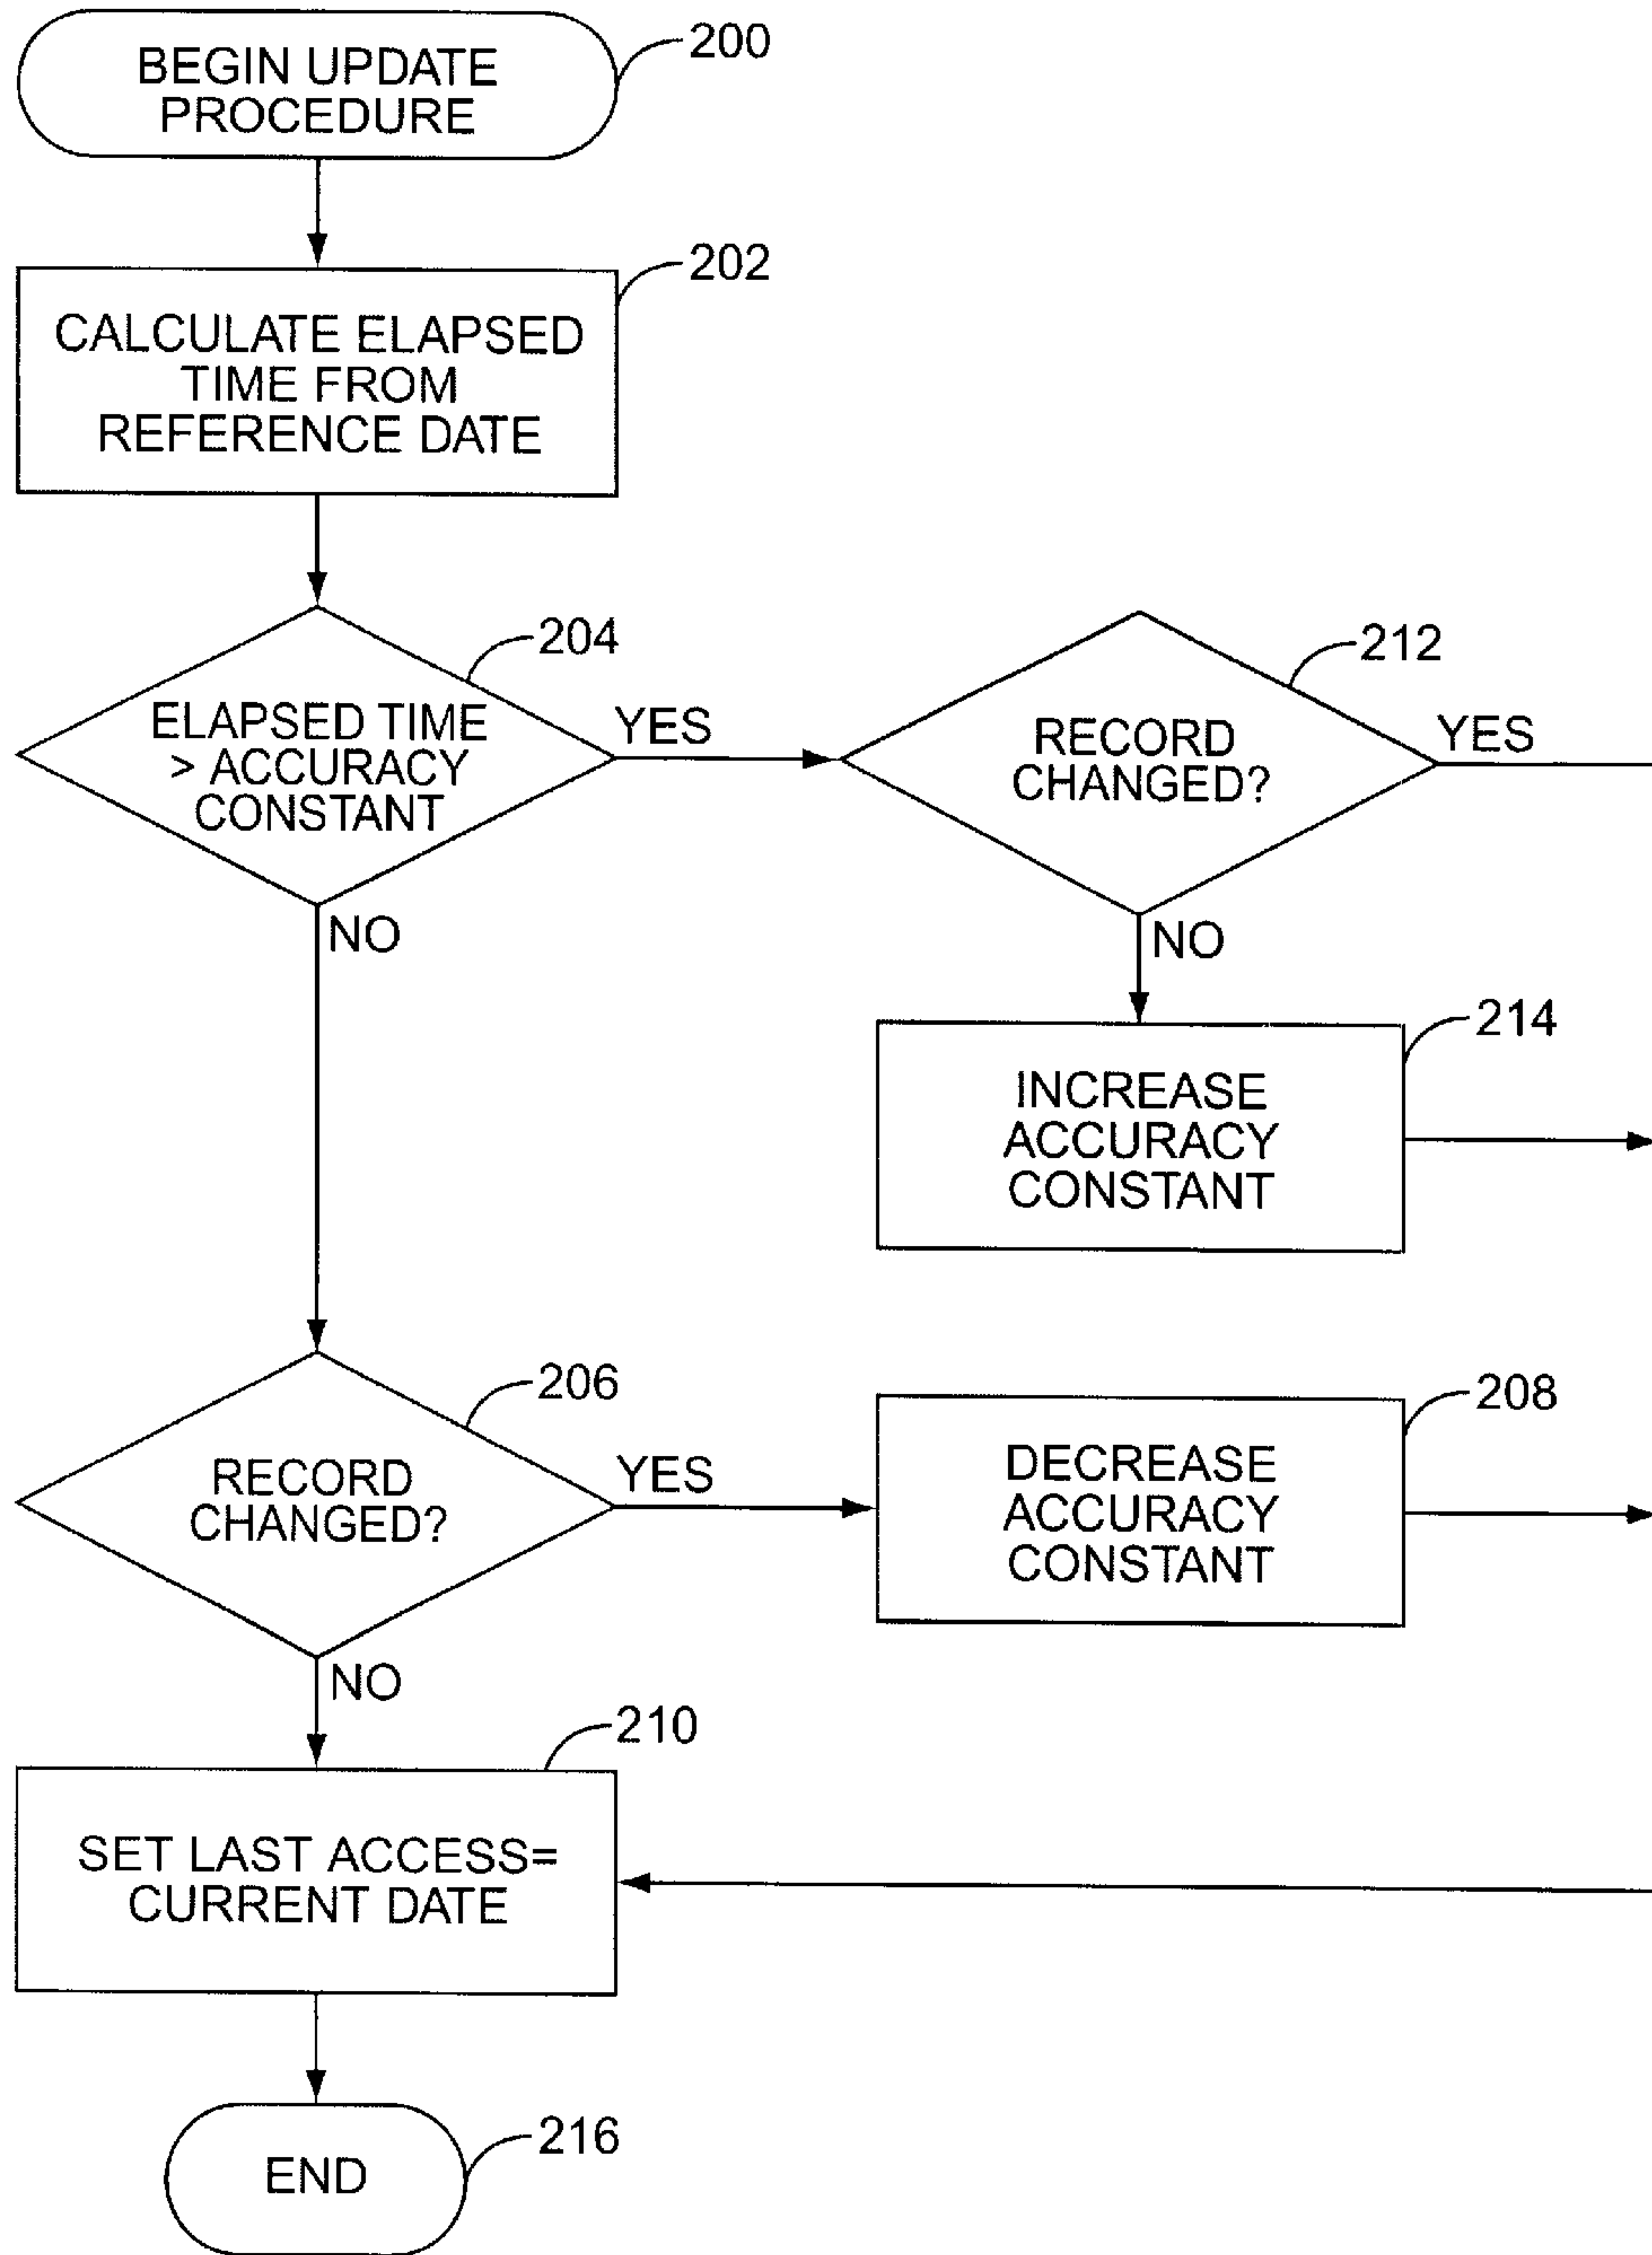 BEGIN UPDATE
PROCEDURE
200
CALCULATE ELAPSED
TIME FROM
REFERENCE DATE
202
ELAPSED TIME
> ACCURACY
CONSTANT
204
YES
NO
RECORD
CHANGED?
212
YES
NO
INCREASE
ACCURACY
CONSTANT
214
RECORD
CHANGED?
206
YES
NO
DECREASE
ACCURACY
CONSTANT
208
SET LAST ACCESS=
CURRENT DATE
210
END
216